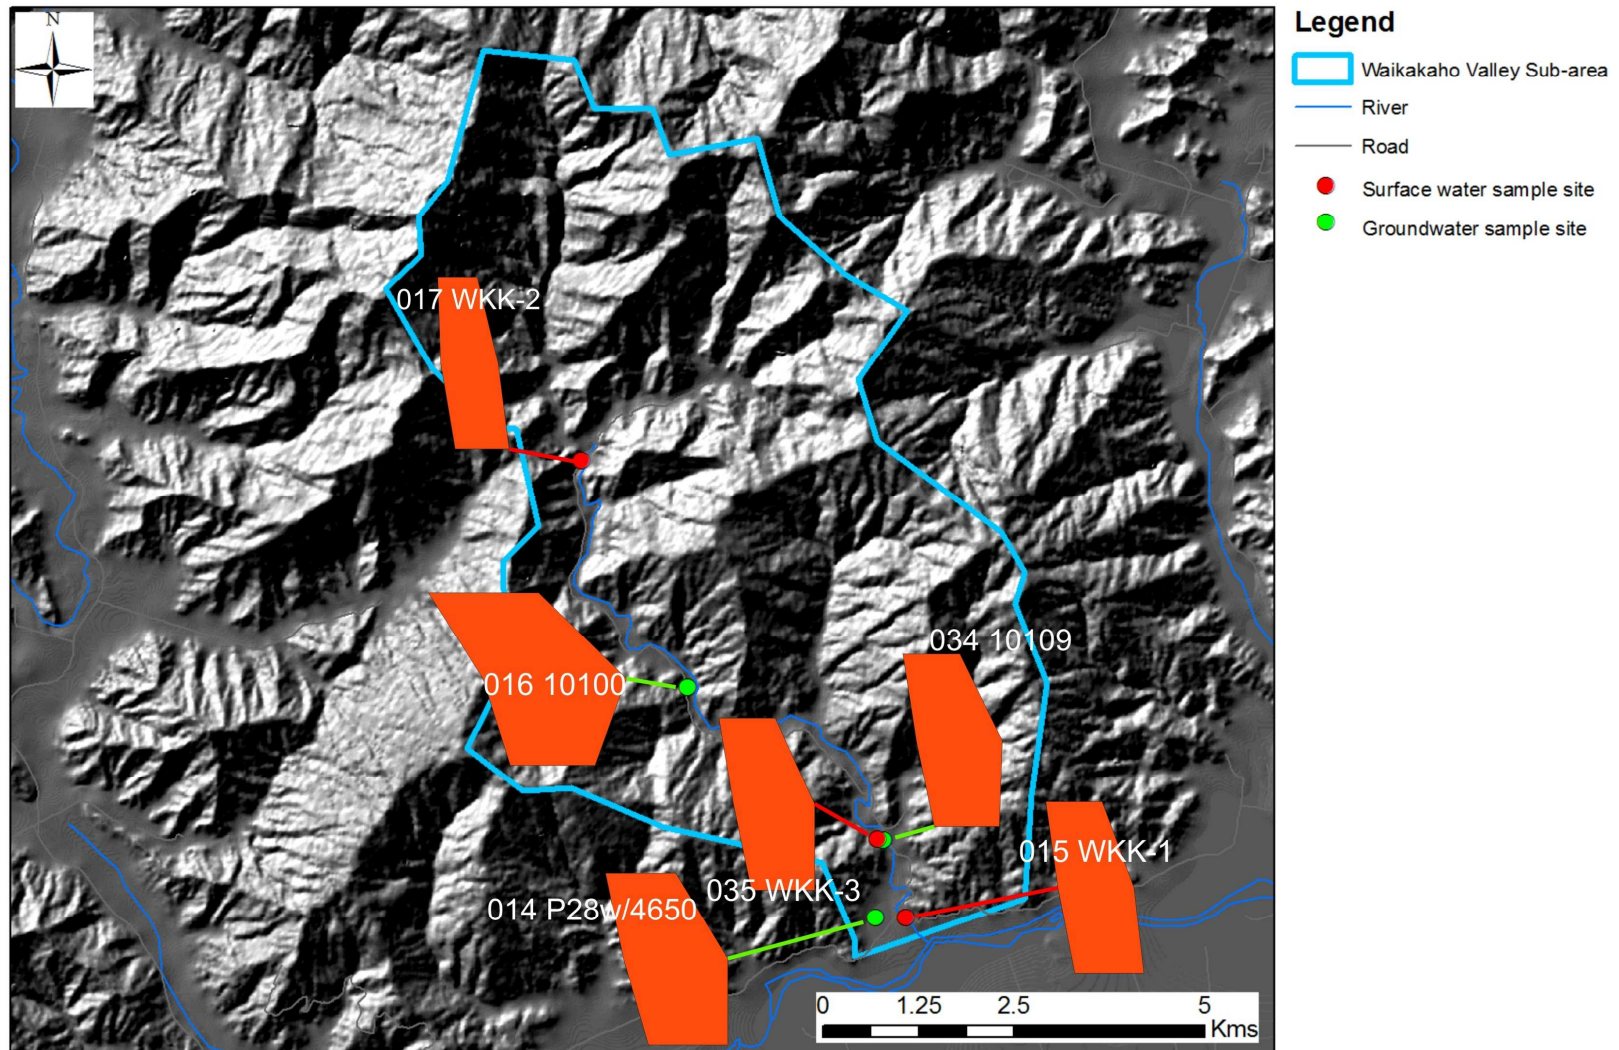 N
Legend
Waikakaho Valley Sub-area
River
Road
Surface water sample site
Groundwater sample site
017 WKK-2
034 10109
016 10100
015 WKK-1
035 WKK-3
014 P28w/4650
0 1.25 2.5 5
Kms